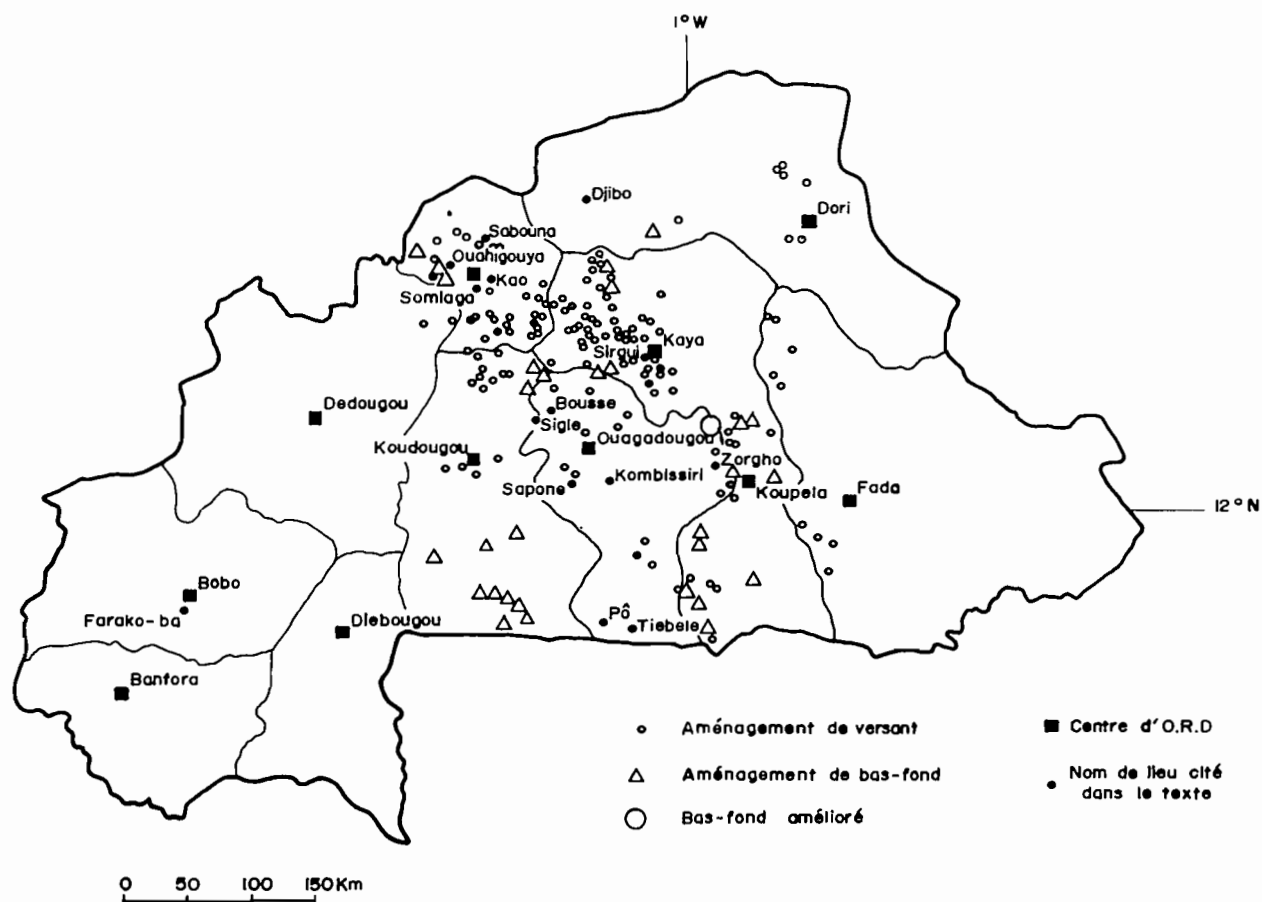 1° W
Djibo
Dori
Sabouna
Ouahigouya
Kao
Somlaga
Sirgui
Kaya
Dedougou
Bousse
Sigle
Ouagadougou
Koudougou
Zorgho
Sapone
Kombissiri
Koupela
Fada
12° N
Bobo
Farako-ba
Diebougou
Pô
Tiebele
Banfora
Aménagement de versant
Centre d'O.R.D
Aménagement de bas-fond
Nom de lieu cité
dans le texte
Bas-fond amélioré
0 50 100 150 Km